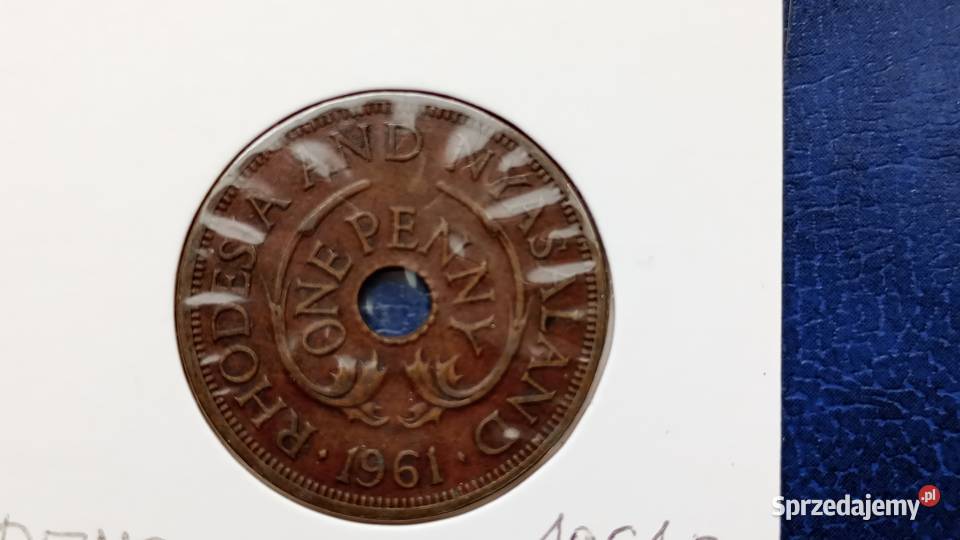 RHODESIA AND NYASALAND
ONE PENNY
· 1961 ·
Sprzedajemy.pl